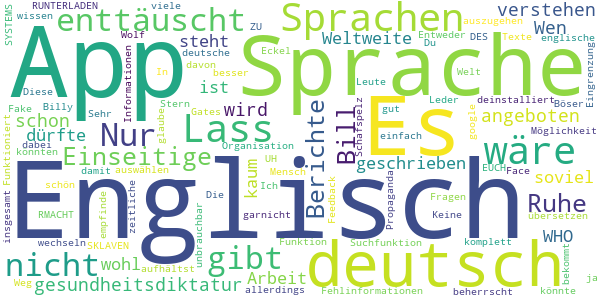 RUNTERLADEN viele
wissen
enttäuscht
Sprachen
ZU
Entweder
auszugehen
verstehen
SYSTEMS
App
Sprache
Informationen
Wolf
steht
deutsche
Weltweite
Wen
Du
DES
Texte
englische
Eingrenzung
Diese
davon
besser
Eckel
In
ist
Leute
Welt
Es
Fake
Billy
Sehr
glaube
Stern
Gates
Berichte
Bill
Schafspelz
gut
einfach
Leder
google
deinstalliert
Böseru
mild
Funktioniert
schon
Nur
wird
Lass
angeboten
Möglichkeit
dürfte
dabei
könnten
Organisation
wäre
Einseitige
kaum
UH
Mensch
geschrieben
EUCH
Face
soviel
Englisch
damit
auswählen
Ich
Feedback
Propaganda
Fragen
Keine
übersetzen
Ruhe
insgesamt
schön
RMACHT
empfinde
zeitliche
Die
garnicht
unbrauchbar
wechseln
SKLAVEN
Funktion
Suchfunktion
komplett
WHO
deutsch
nicht
wohl
aufhältst
gibt
bekommt
Weg
gesundheitsdiktatur
Arbeit
allerdings
Fehlinformationen
beherrscht
könnte
ja